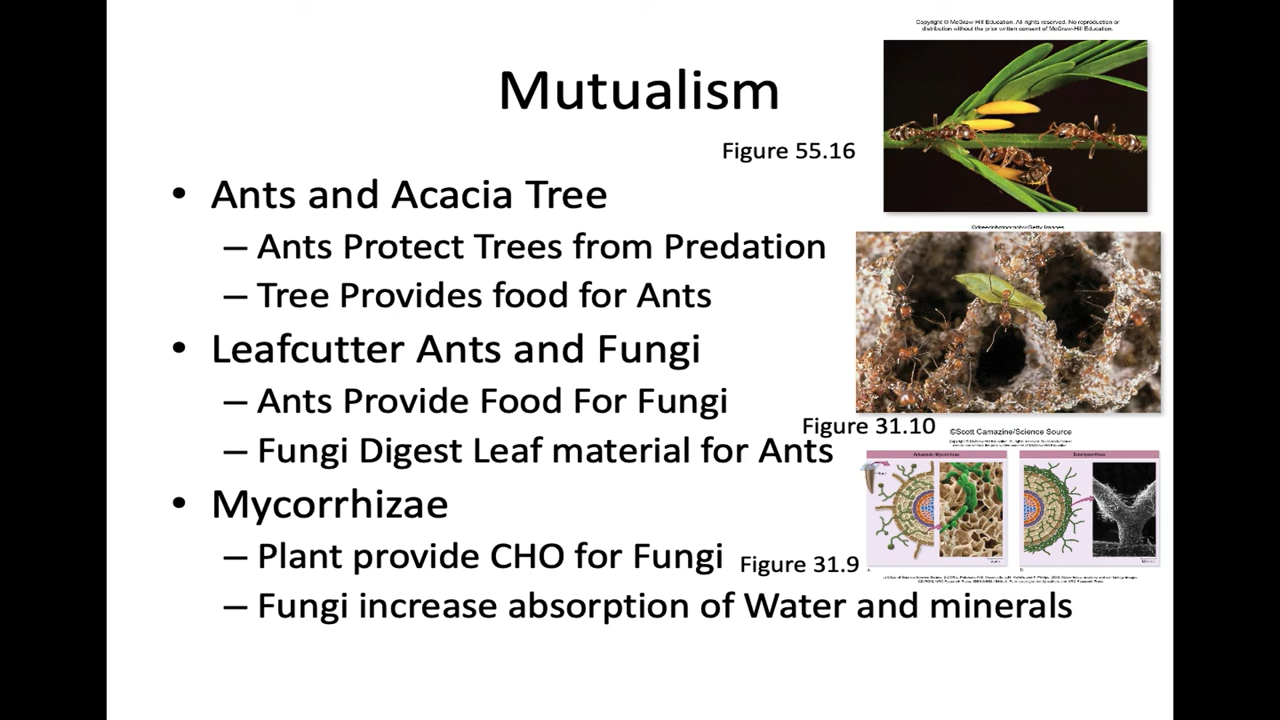 Copyright © McGraw Hill Education. All rights reserved. No reproduction or
distribution without the prior written consent of McGraw-Hill Education.
Mutualism
Figure 55.16
• Ants and Acacia Tree
– Ants Protect Trees from Predation
– Tree Provides food for Ants
• Leafcutter Ants and Fungi
– Ants Provide Food For Fungi
Figure 31.10
©Scott Camazine/Science Source
– Fungi Digest Leaf material for Ants
Arbuscular Mycorrhizae
Ectomycorrhizae
• Mycorrhizae
– Plant provide CHO for Fungi
Figure 31.9
– Fungi increase absorption of Water and minerals